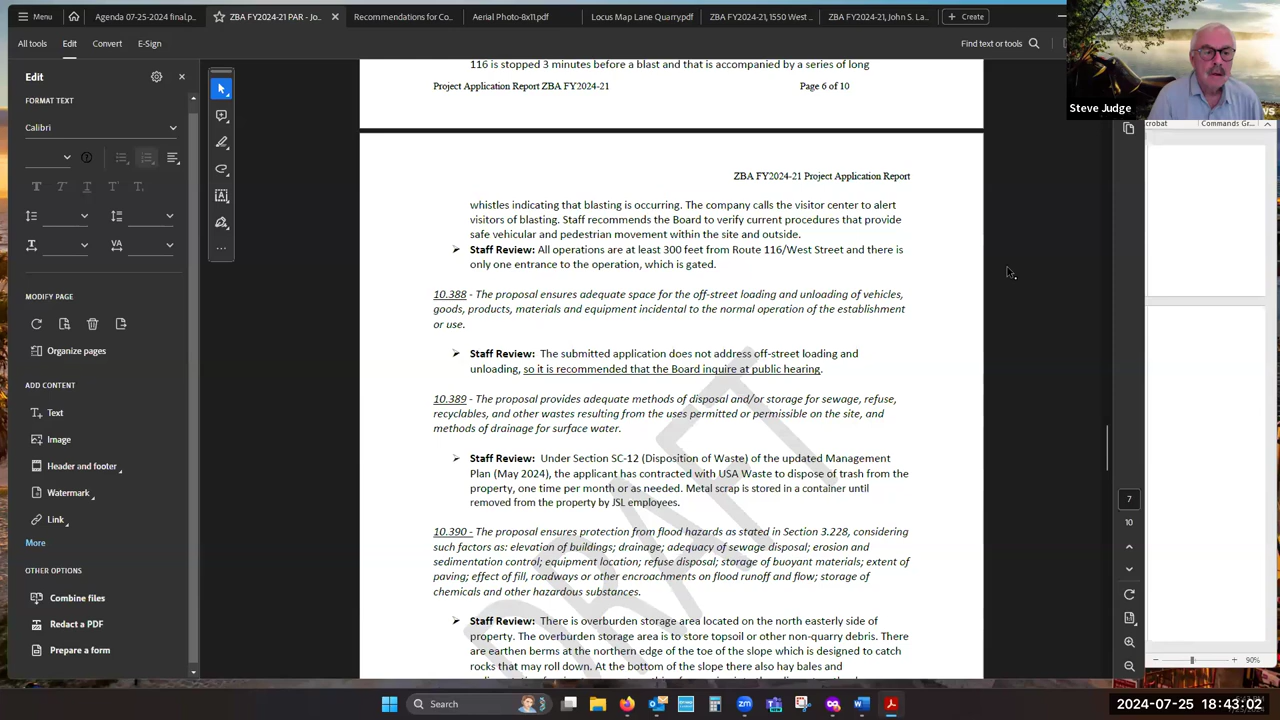 Menu
Agenda 07-25-2024 final.p...
ZBA FY2024-21 PAR - Jo...
Recommendations for Co...
Aerial Photo-8x11.pdf
Locus Map Lane Quarry.pdf
ZBA FY2024-21, 1550 West ...
ZBA FY2024-21, John S. La...
Create
All tools
Edit
Convert
E-Sign
Find text or tools
Steve Judge
Edit
FORMAT TEXT
Calibri
MODIFY PAGE
Organize pages
ADD CONTENT
Text
Image
Header and footer
Watermark
Link
More
OTHER OPTIONS
Combine files
Redact a PDF
Prepare a form
116 is stopped 3 minutes before a blast and that is accompanied by a series of long
Project Application Report ZBA FY2024-21 Page 6 of 10
ZBA FY2024-21 Project Application Report
whistles indicating that blasting is occurring. The company calls the visitor center to alert
visitors of blasting. Staff recommends the Board to verify current procedures that provide
safe vehicular and pedestrian movement within the site and outside.
Staff Review: All operations are at least 300 feet from Route 116/West Street and there is
only one entrance to the operation, which is gated.
10.388 - The proposal ensures adequate space for the off-street loading and unloading of vehicles,
goods, products, materials and equipment incidental to the normal operation of the establishment
or use.
Staff Review: The submitted application does not address off-street loading and
unloading, so it is recommended that the Board inquire at public hearing.
10.389 - The proposal provides adequate methods of disposal and/or storage for sewage, refuse,
recyclables, and other wastes resulting from the uses permitted or permissible on the site, and
methods of drainage for surface water.
Staff Review: Under Section SC-12 (Disposition of Waste) of the updated Management
Plan (May 2024), the applicant has contracted with USA Waste to dispose of trash from the
property, one time per month or as needed. Metal scrap is stored in a container until
removed from the property by JSL employees.
10.390 - The proposal ensures protection from flood hazards as stated in Section 3.228, considering
such factors as: elevation of buildings; drainage; adequacy of sewage disposal; erosion and
sedimentation control; equipment location; refuse disposal; storage of buoyant materials; extent of
paving; effect of fill, roadways or other encroachments on flood runoff and flow; storage of
chemicals and other hazardous substances.
Staff Review: There is overburden storage area located on the north easterly side of
property. The overburden storage area is to store topsoil or other non-quarry debris. There
are earthen berms at the northern edge of the toe of the slope which is designed to catch
rocks that may roll down. At the bottom of the slope there also hay bales and
DRAFT
7
10
Commands Gr...
90%
Search
2024-07-25 18:43:02